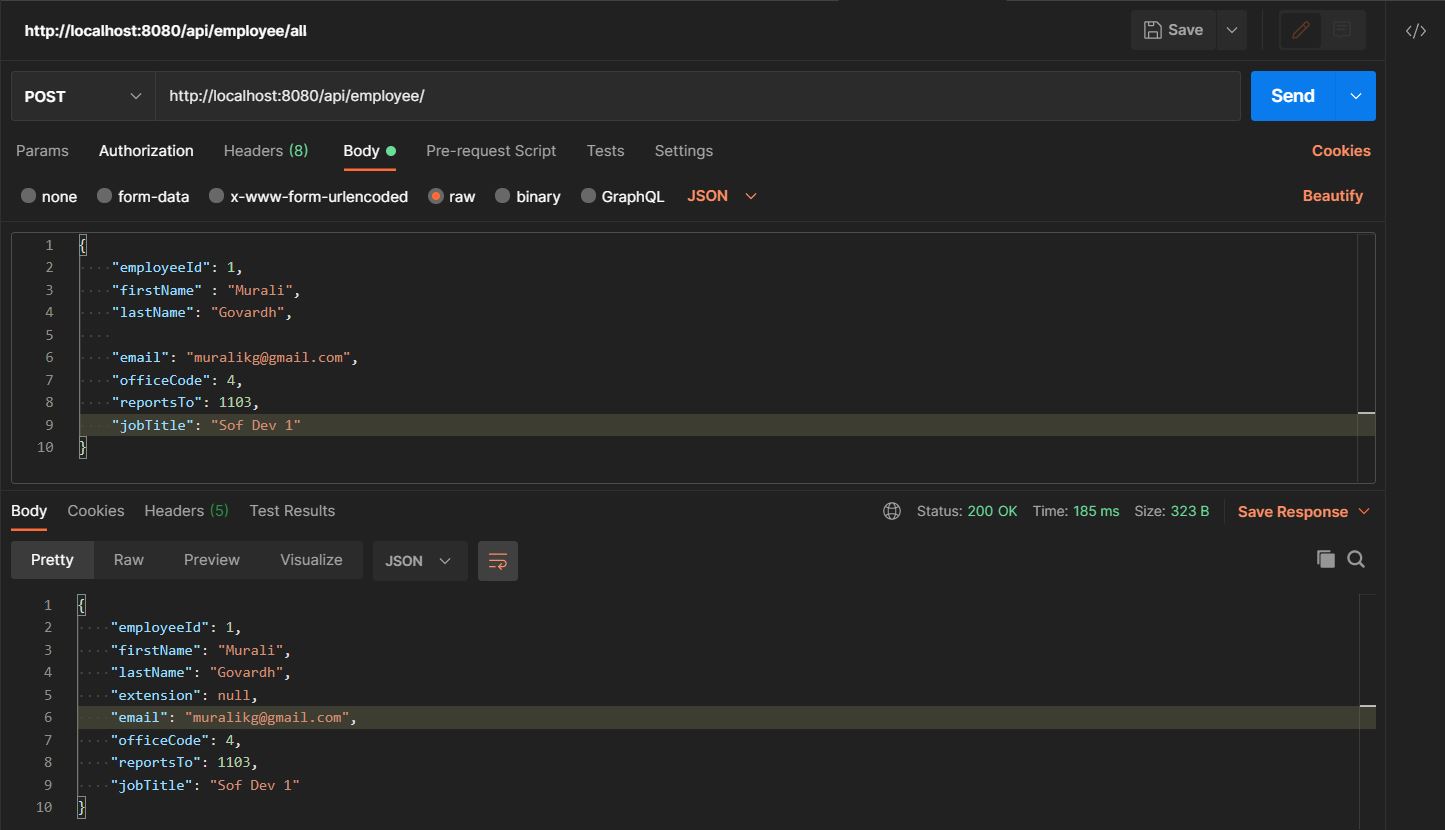 http://localhost:8080/api/employee/all
Save
POST
http://localhost:8080/api/employee/
Send
Params Authorization Headers (8) Body Pre-request Script Tests Settings Cookies
none form-data x-www-form-urlencoded raw binary GraphQL JSON Beautify
1 {
2 "employeeId": 1,
3 "firstName" : "Murali",
4 "lastName": "Govardh",
5
6 "email": "muralikg@gmail.com",
7 "officeCode": 4,
8 "reportsTo": 1103,
9 "jobTitle": "Sof Dev 1"
10 }
Body Cookies Headers (5) Test Results Status: 200 OK Time: 185 ms Size: 323 B Save Response
Pretty Raw Preview Visualize JSON
1 {
2 "employeeId": 1,
3 "firstName": "Murali",
4 "lastName": "Govardh",
5 "extension": null,
6 "email": "muralikg@gmail.com",
7 "officeCode": 4,
8 "reportsTo": 1103,
9 "jobTitle": "Sof Dev 1"
10 }